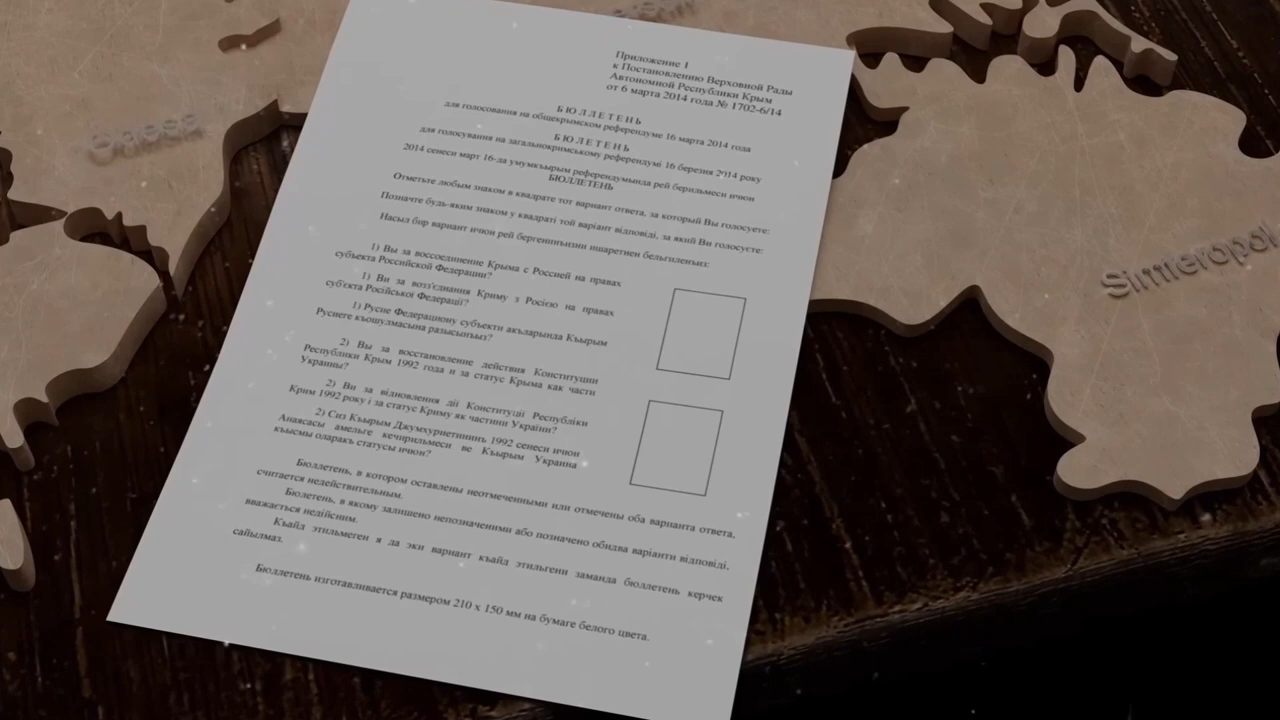 Приложение 1
к Постановлению Верховной Рады
Автономной Республики Крым
от 6 марта 2014 года № 1702-6/14
БЮЛЛЕТЕНЬ
для голосования на общекрымском референдуме 16 марта 2014 года
БЮЛЕТЕНЬ
для голосування на загальнокримському референдумі 16 березня 2014 року
БЮЛЛЕТЕНЬ
2014 сенеси март 16-да умумкъырым референдумында рей берильмеси ичюн
Отметьте любым знаком в квадрате тот вариант ответа, за который Вы голосуете:
Позначте будь-яким знаком у квадраті той варіант відповіді, за який Ви голосуєте:
Насыл бир вариант ичюн рей бергенинъизни ишаретнен бельгиленъиз:
1) Вы за воссоединение Крыма с Россией на правах
субъекта Российской Федерации?
1) Ви за возз'єднання Криму з Росією на правах
суб'єкта Російської Федерації?
1) Русие Федерациону субъекти акъларында Къырым
Русиеге къошулмасына разысынъыз?
2) Вы за восстановление действия Конституции
Республики Крым 1992 года и за статус Крыма как части
Украины?
2) Ви за відновлення дії Конституції Республіки
Крим 1992 року і за статус Криму як частини України?
2) Сиз Къырым Джумхуриетининъ 1992 сенеси ичюн
Анаясасы амельге кечирильмеси ве Къырым Украина
къысмы оларакъ статусы ичюн?
Бюллетень, в котором оставлены неотмеченными или отмечены оба варианта ответа,
считается недействительным.
Бюлетень, в якому залишено непозначеними або позначено обидва варіанти відповіді,
вважається недійсним.
Къайд этильмеген я да эки вариант къайд этильгени заманда бюллетень керчек
сайылмаз.
Бюллетень изготавливается размером 210 х 150 мм на бумаге белого цвета.
Simferopol